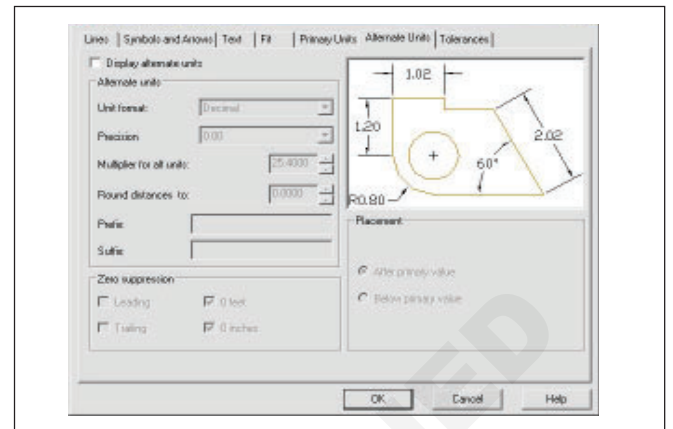 Lines | Symbols and Arrows | Text | Fit | Primary Units | Alternate Units | Tolerances
Display alternate units
Alternate units
Unit format: Decimal
Precision 0.00
Multiplier for alt units: 25.4000
Round distances to: 0.0000
Prefix
Suffix
Zero suppression
Leading 0 feet
Trailing 0 inches
1.02
1.20
2.02
60°
R0.80
Placement
After primary value
Below primary value
OK Cancel Help